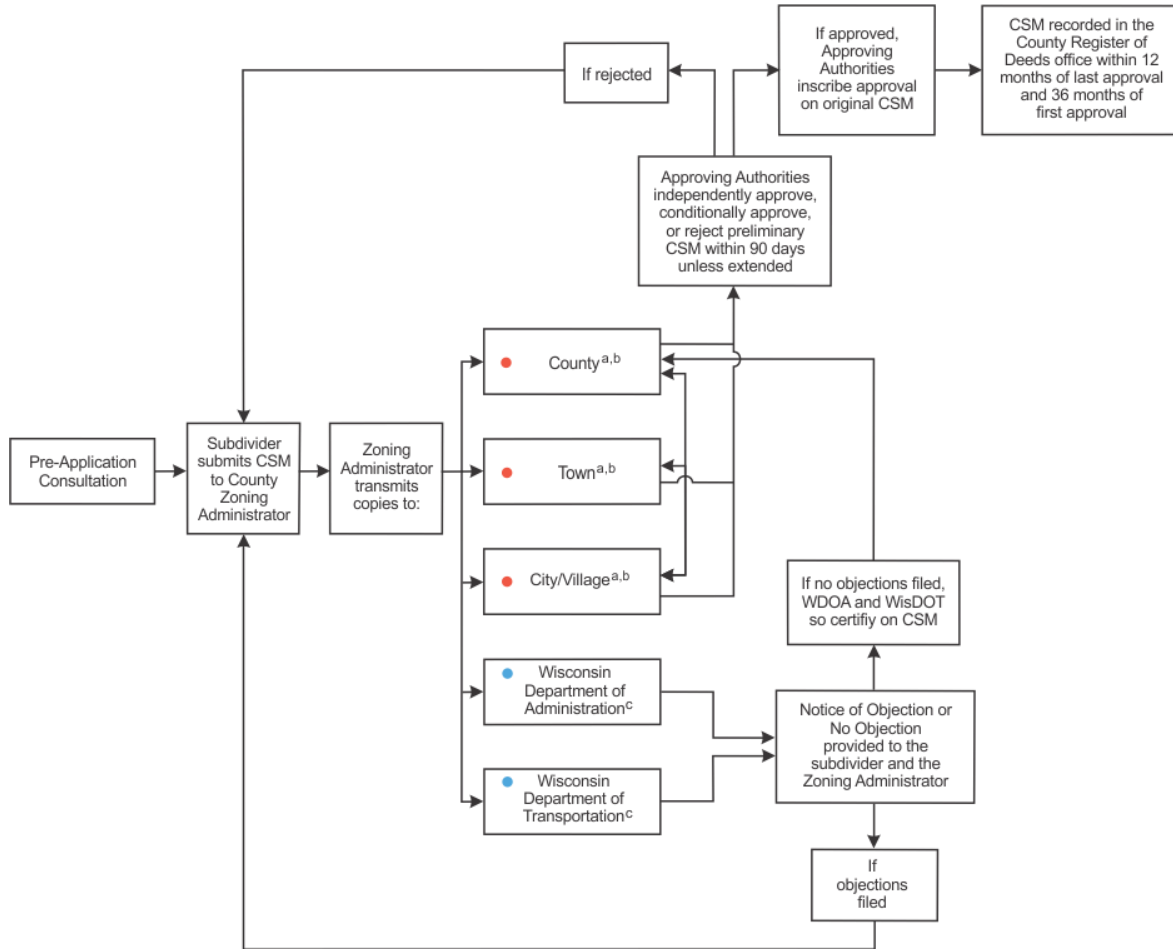 If rejected
If approved,
Approving
Authorities
inscribe approval
on original CSM
CSM recorded in the
County Register of
Deeds office within 12
months of last approval
and 36 months of
first approval
Approving Authorities
independently approve,
conditionally approve,
or reject preliminary
CSM within 90 days
unless extended
Pre-Application
Consultation
Subdivider
submits CSM
to County
Zoning
Administrator
Zoning
Administrator
transmits
copies to:
County a,b
Town a,b
City/Village a,b
Wisconsin
Department of
Administration c
Wisconsin
Department of
Transportation c
If no objections filed,
WDOA and WisDOT
so certifiy on CSM
Notice of Objection or
No Objection
provided to the
subdivider and the
Zoning Administrator
If
objections
filed